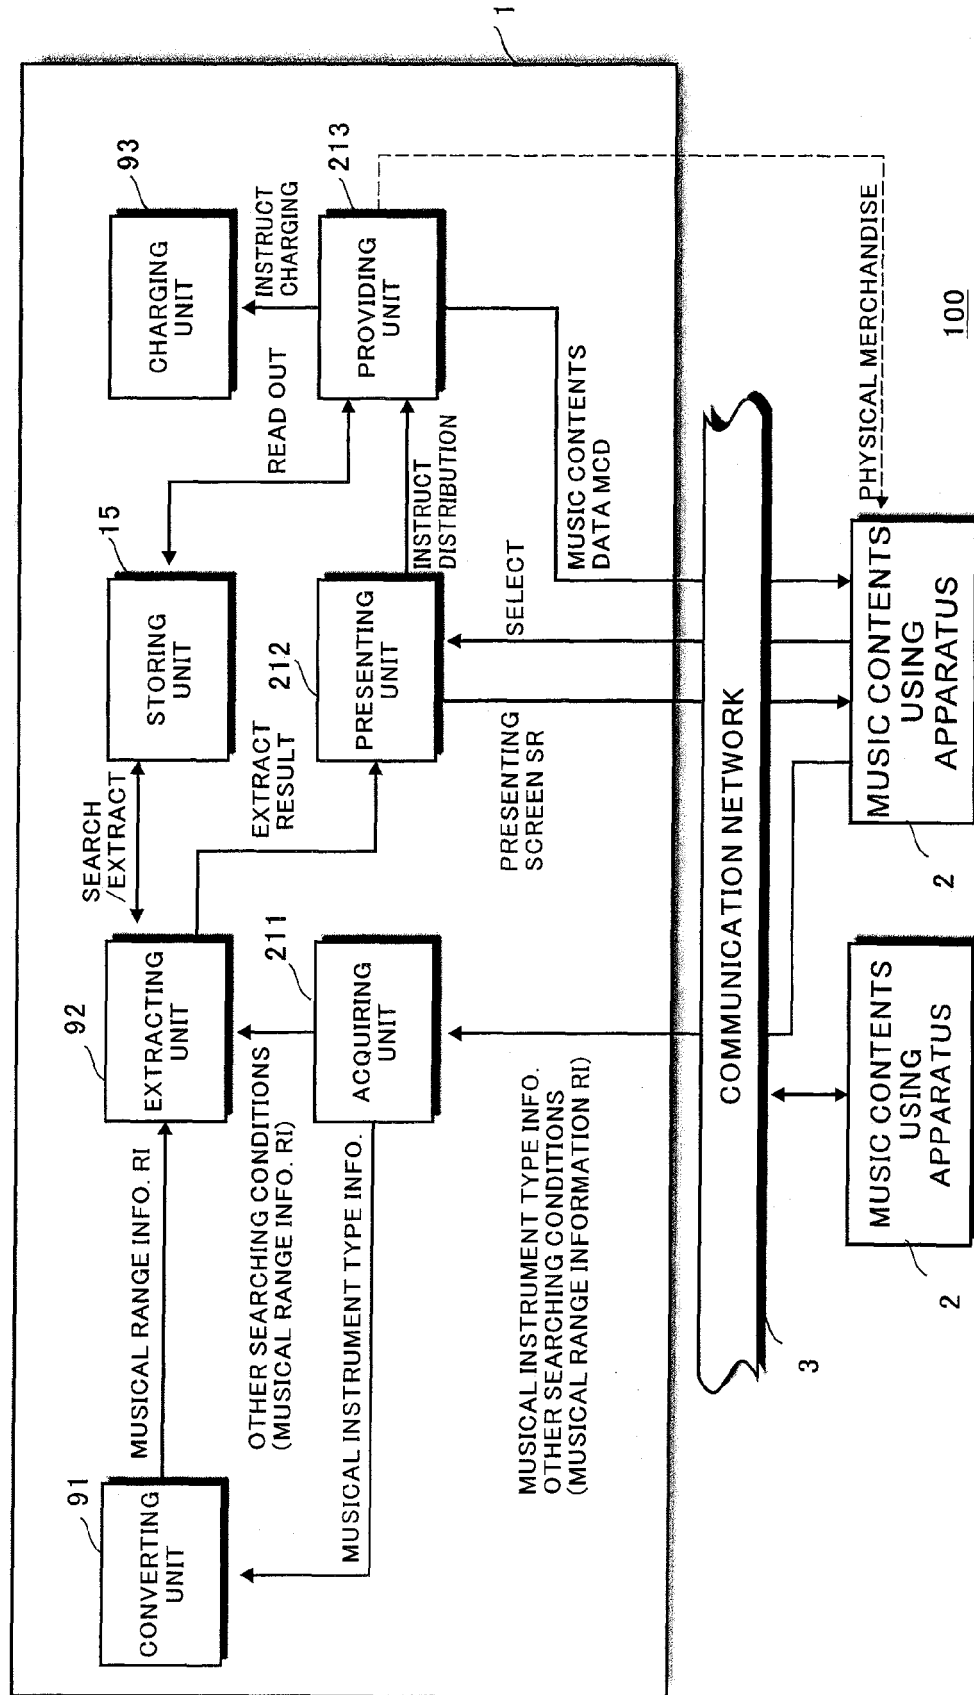 1
93
CHARGING
UNIT
INSTRUCT
CHARGING
213
PROVIDING
UNIT
READ OUT
15
STORING
UNIT
INSTRUCT
DISTRIBUTION
212
PRESENTING
UNIT
SEARCH
/EXTRACT
EXTRACT
RESULT
92
EXTRACTING
UNIT
211
ACQUIRING
UNIT
MUSICAL RANGE INFO. RI
OTHER SEARCHING CONDITIONS
(MUSICAL RANGE INFO. RI)
MUSICAL INSTRUMENT TYPE INFO.
91
CONVERTING
UNIT
MUSIC CONTENTS
DATA MCD
SELECT
PRESENTING
SCREEN SR
MUSICAL INSTRUMENT TYPE INFO.
OTHER SEARCHING CONDITIONS
(MUSICAL RANGE INFORMATION RI)
COMMUNICATION NETWORK
3
PHYSICAL MERCHANDISE
MUSIC CONTENTS
USING
APPARATUS
2
MUSIC CONTENTS
USING
APPARATUS
2
100